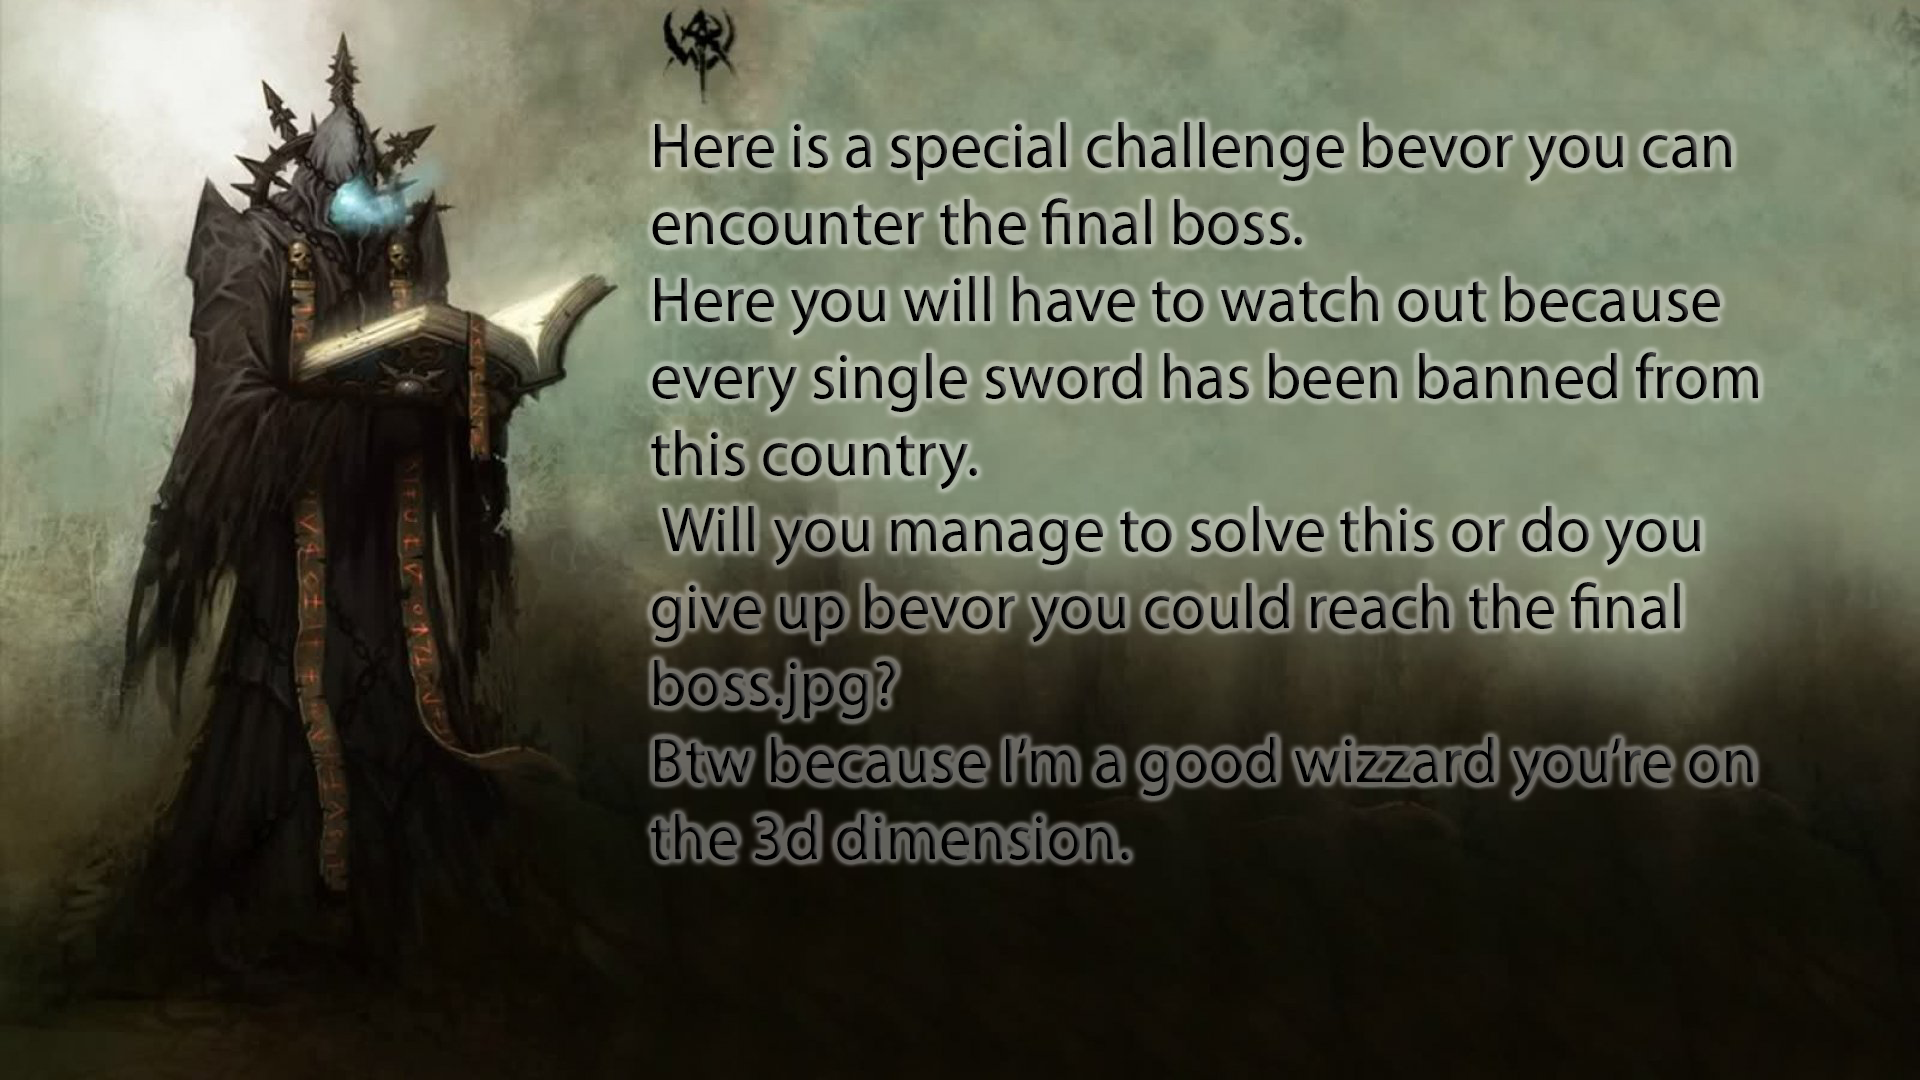 Here is a special challenge bevor you can
encounter the final boss.
Here you will have to watch out because
every single sword has been banned from
this country.
Will you manage to solve this or do you
give up bevor you could reach the final
boss.jpg?
Btw because I'm a good wizzard you're on
the 3d dimension.